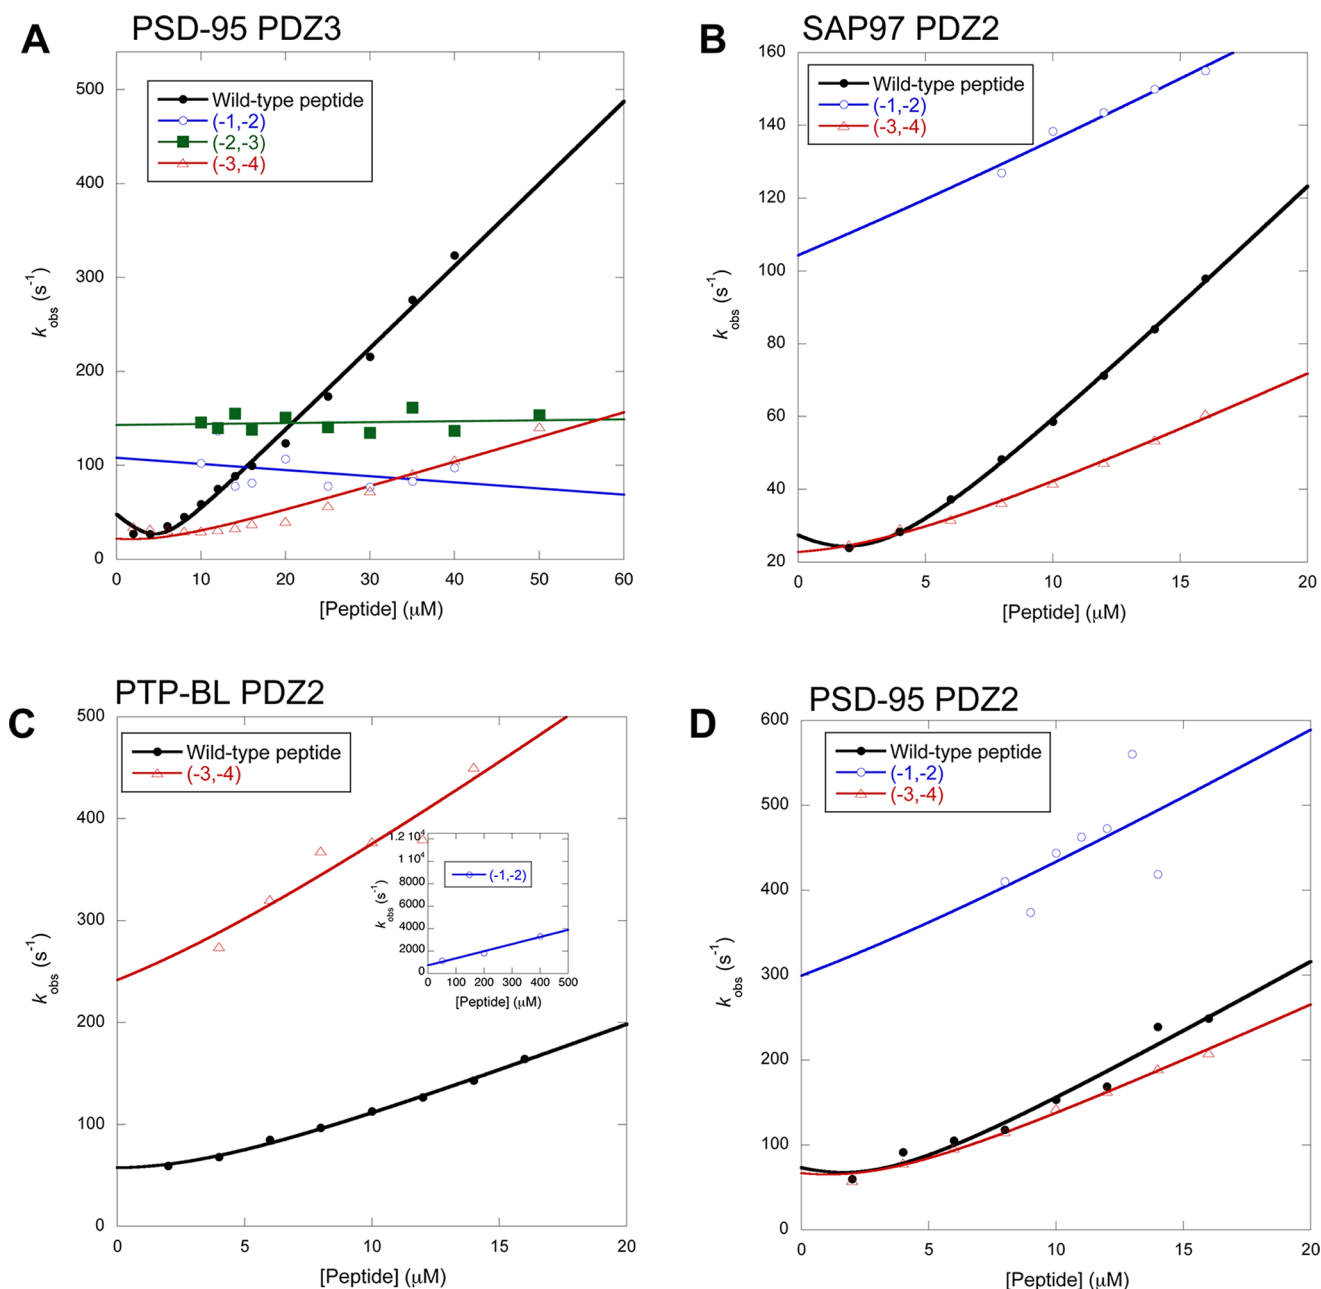 A
PSD-95 PDZ3
Wild-type peptide
(-1,-2)
(-2,-3)
(-3,-4)
500
400
300
200
100
0
k obs (s⁻¹)
0 10 20 30 40 50 60
[Peptide] (μM)
B
SAP97 PDZ2
Wild-type peptide
(-1,-2)
(-3,-4)
160
140
120
100
80
60
40
20
k obs (s⁻¹)
0 5 10 15 20
[Peptide] (μM)
C
PTP-BL PDZ2
Wild-type peptide
(-3,-4)
500
400
300
200
100
0
k obs (s⁻¹)
0 5 10 15 20
[Peptide] (μM)
1.2 10⁴
1 10⁴
8000
6000
4000
2000
0
k obs (s⁻¹)
(-1,-2)
0 100 200 300 400 500
[Peptide] (μM)
D
PSD-95 PDZ2
Wild-type peptide
(-1,-2)
(-3,-4)
600
500
400
300
200
100
0
k obs (s⁻¹)
0 5 10 15 20
[Peptide] (μM)